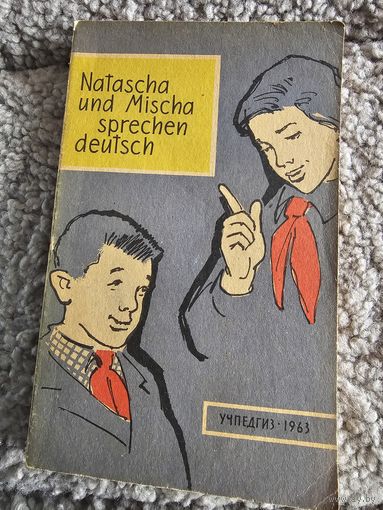 Natascha
und Mischa
sprechen
deutsch
УЧПЕДГИЗ · 1963